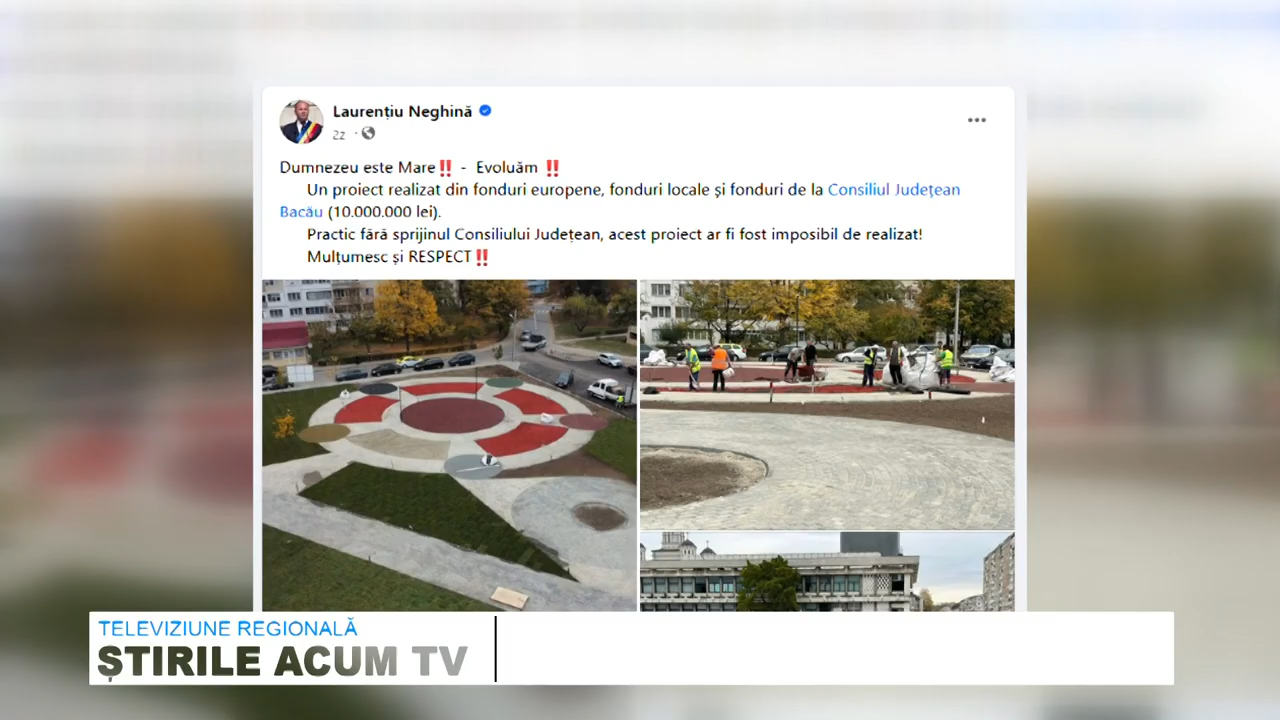 Laurențiu Neghină
2z ·
Dumnezeu este Mare‼️ - Evoluăm ‼️
Un proiect realizat din fonduri europene, fonduri locale și fonduri de la Consiliul Județean
Bacău (10.000.000 lei).
Practic fără sprijinul Consiliului Județean, acest proiect ar fi fost imposibil de realizat!
Mulțumesc și RESPECT‼️
TELEVIZIUNE REGIONALĂ
ȘTIRILE ACUM TV